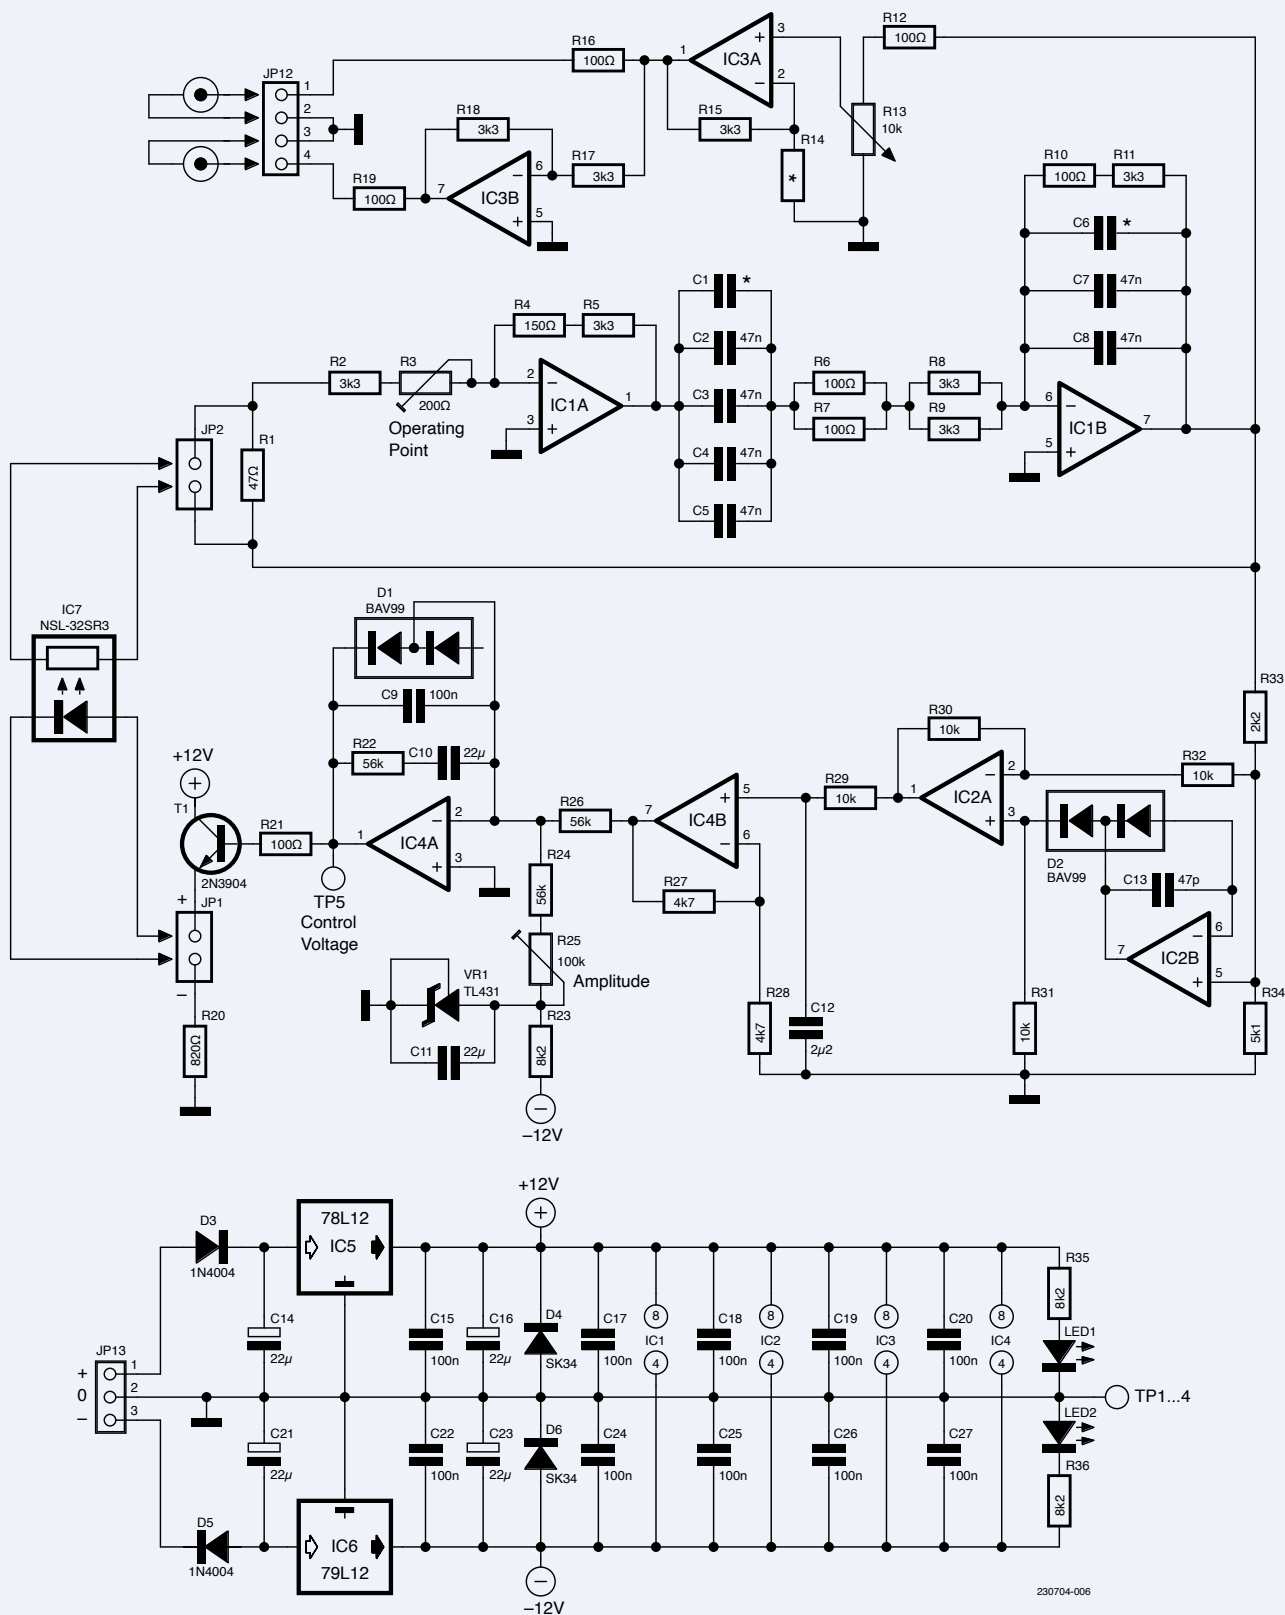 R12
100Ω
R16
100Ω
1
IC3A
+
3
−
2
JP12
1
2
3
4
R18
3k3
R15
3k3
R13
10k
R14
*
R17
3k3
6
−
IC3B
7
+
5
R19
100Ω
R10
100Ω
R11
3k3
C6
*
C7
47n
C8
47n
C1
*
C2
47n
C3
47n
C4
47n
C5
47n
R4
150Ω
R5
3k3
R2
3k3
R3
200Ω
Operating
Point
2
−
IC1A
1
3
+
R6
100Ω
R7
100Ω
R8
3k3
R9
3k3
6
−
IC1B
7
5
+
JP2
R1
47Ω
IC7
NSL-32SR3
D1
BAV99
C9
100n
R22
56k
C10
22µ
+12V
+
T1
2N3904
R21
100Ω
1
IC4A
−
2
+
3
TP5
Control
Voltage
+
JP1
−
R20
820Ω
R26
56k
R24
56k
R25
100k
Amplitude
VR1
TL431
C11
22µ
R23
8k2
−
–12V
7
IC4B
+
5
−
6
R27
4k7
R28
4k7
C12
2µ2
R29
10k
R30
10k
1
IC2A
−
2
+
3
R32
10k
R33
2k2
D2
BAV99
C13
47p
7
IC2B
−
6
+
5
R31
10k
R34
5k1
+12V
+
D3
1N4004
78L12
IC5
C14
22µ
C15
100n
C16
22µ
D4
SK34
C17
100n
8
IC1
4
C18
100n
8
IC2
4
C19
100n
8
IC3
4
C20
100n
8
IC4
4
R35
8k2
LED1
JP13
+
1
0
2
−
3
TP1...4
C21
22µ
C22
100n
C23
22µ
D6
SK34
C24
100n
C25
100n
C26
100n
C27
100n
LED2
R36
8k2
D5
1N4004
IC6
79L12
−
–12V
230704-006